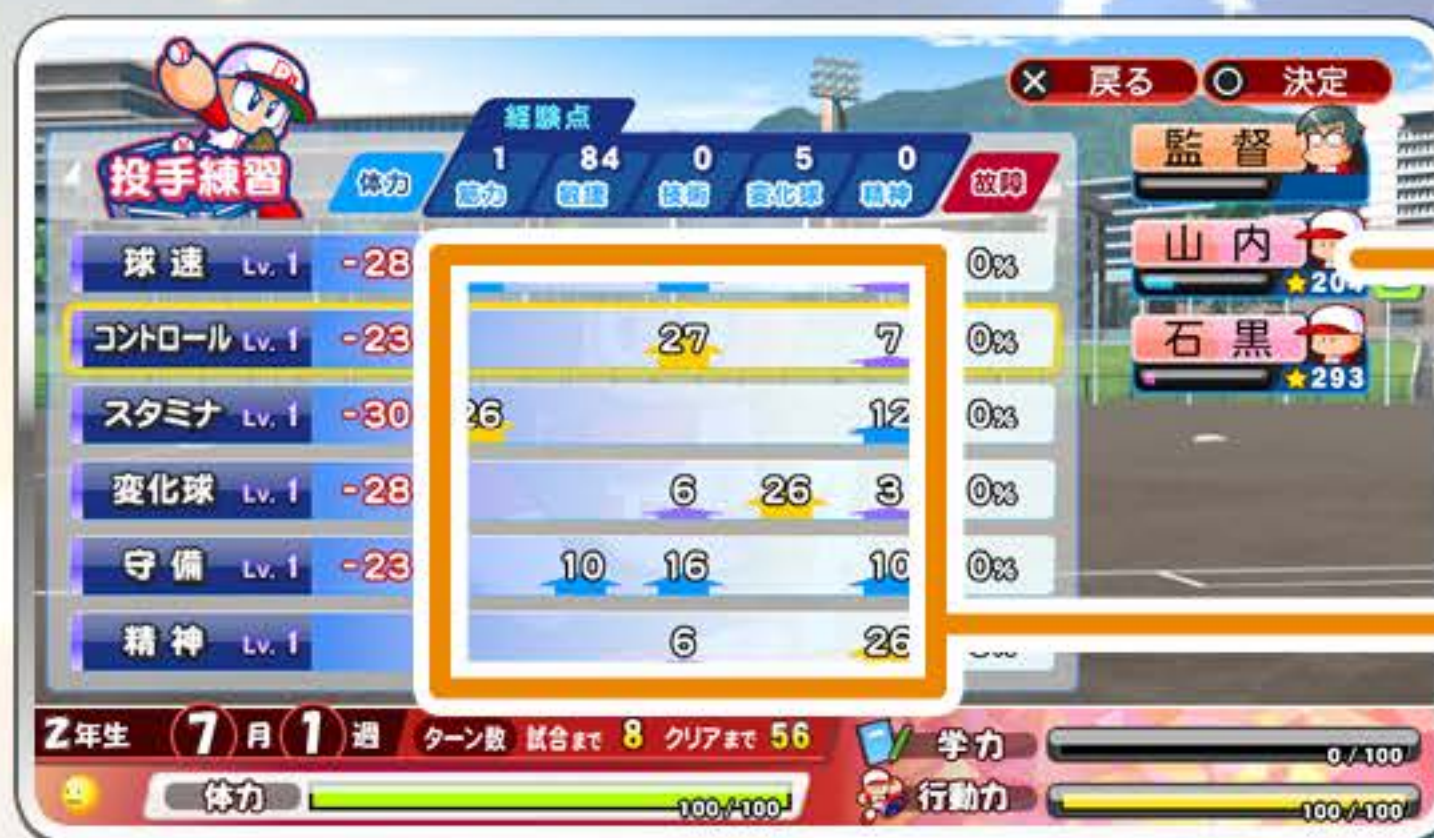 × 戻る ○ 決定
投手練習
経験点
体力 1 筋力 84 敏捷 0 技術 5 変化球 0 精神 故障
球速 Lv. 1 -28 0%
コントロール Lv. 1 -23 27 7 0%
スタミナ Lv. 1 -30 26 12 0%
変化球 Lv. 1 -28 6 26 3 0%
守備 Lv. 1 -23 10 16 10 0%
精神 Lv. 1 6 26
監督
山内
★204
石黒
★293
2年生 7月1週 ターン数 試合まで 8 クリアまで 56
体力 100/100
学力 0/100
行動力 100/100